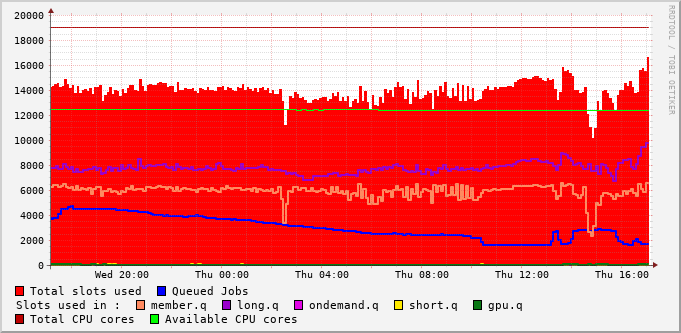 20000
18000
16000
14000
12000
10000
8000
6000
4000
2000
0
Wed 20:00 Thu 00:00 Thu 04:00 Thu 08:00 Thu 12:00 Thu 16:00
RRDTOOL / TOBI OETIKER
Total slots used Queued Jobs
Slots used in : member.q long.q ondemand.q short.q gpu.q
Total CPU cores Available CPU cores